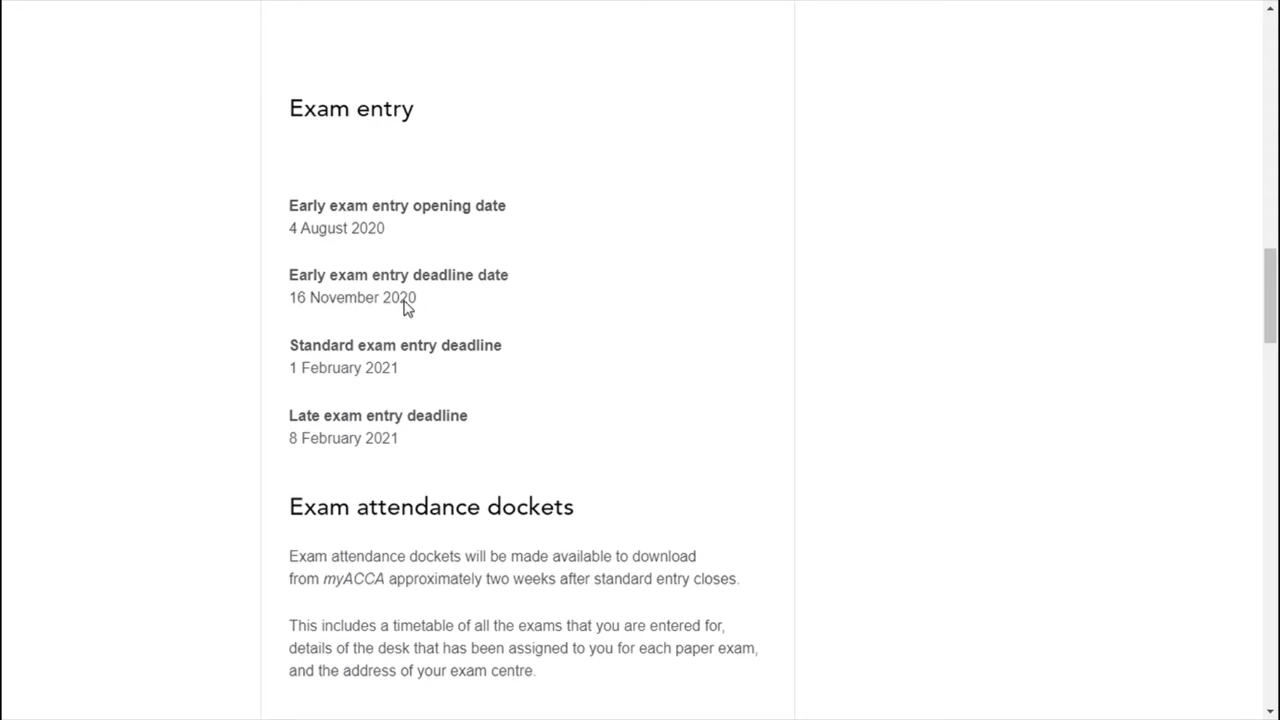 Exam entry
Early exam entry opening date
4 August 2020
Early exam entry deadline date
16 November 2020
Standard exam entry deadline
1 February 2021
Late exam entry deadline
8 February 2021
Exam attendance dockets
Exam attendance dockets will be made available to download
from myACCA approximately two weeks after standard entry closes.
This includes a timetable of all the exams that you are entered for,
details of the desk that has been assigned to you for each paper exam,
and the address of your exam centre.